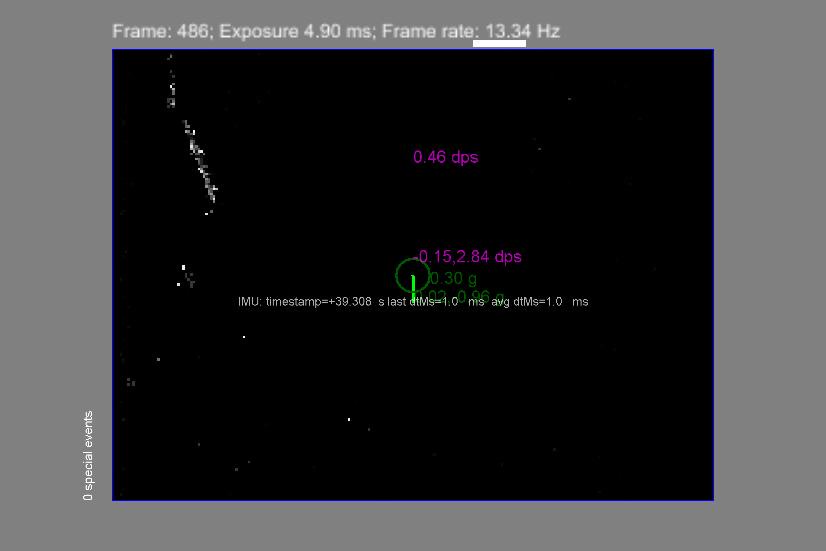 Frame: 486; Exposure 4.90 ms; Frame rate: 13.34 Hz
0.46 dps
-0.15,2.84 dps
0.30 g
0.96 g
IMU: timestamp=+39.308 s last dtMs=1.0 ms avg dtMs=1.0 ms
0 special events